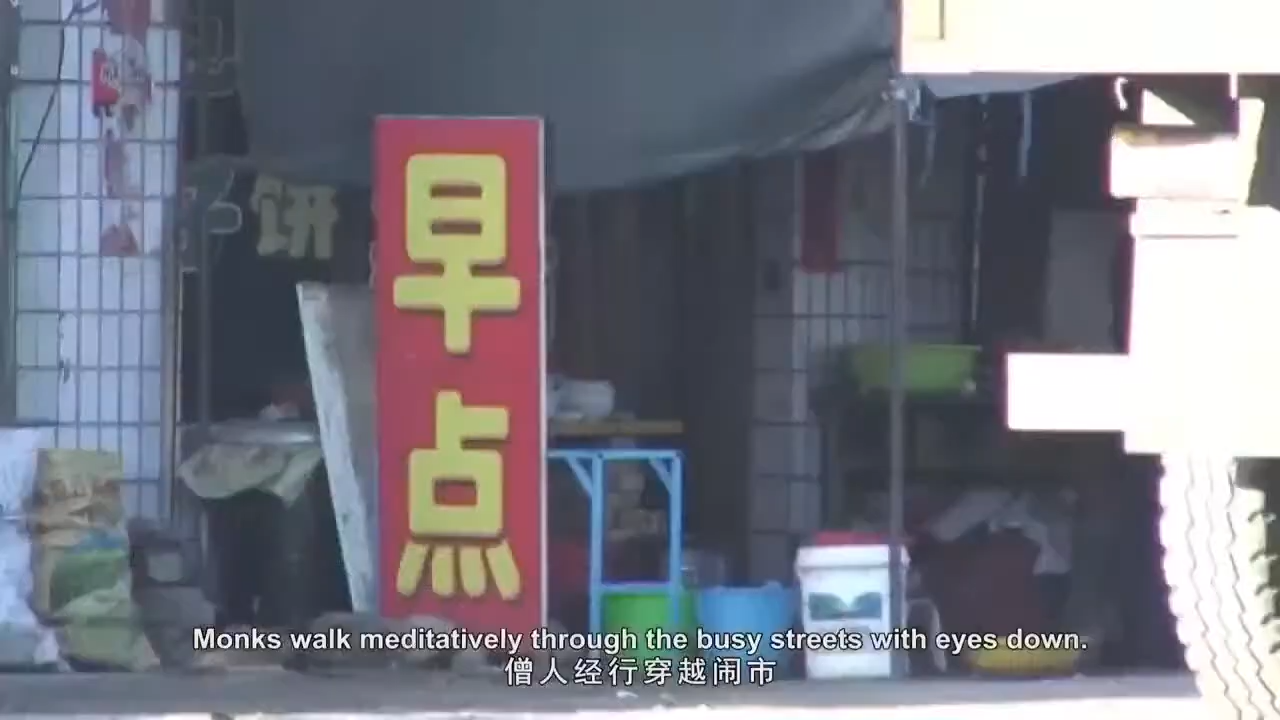 饼
早点
Monks walk meditatively through the busy streets with eyes down.
僧人经行穿越闹市